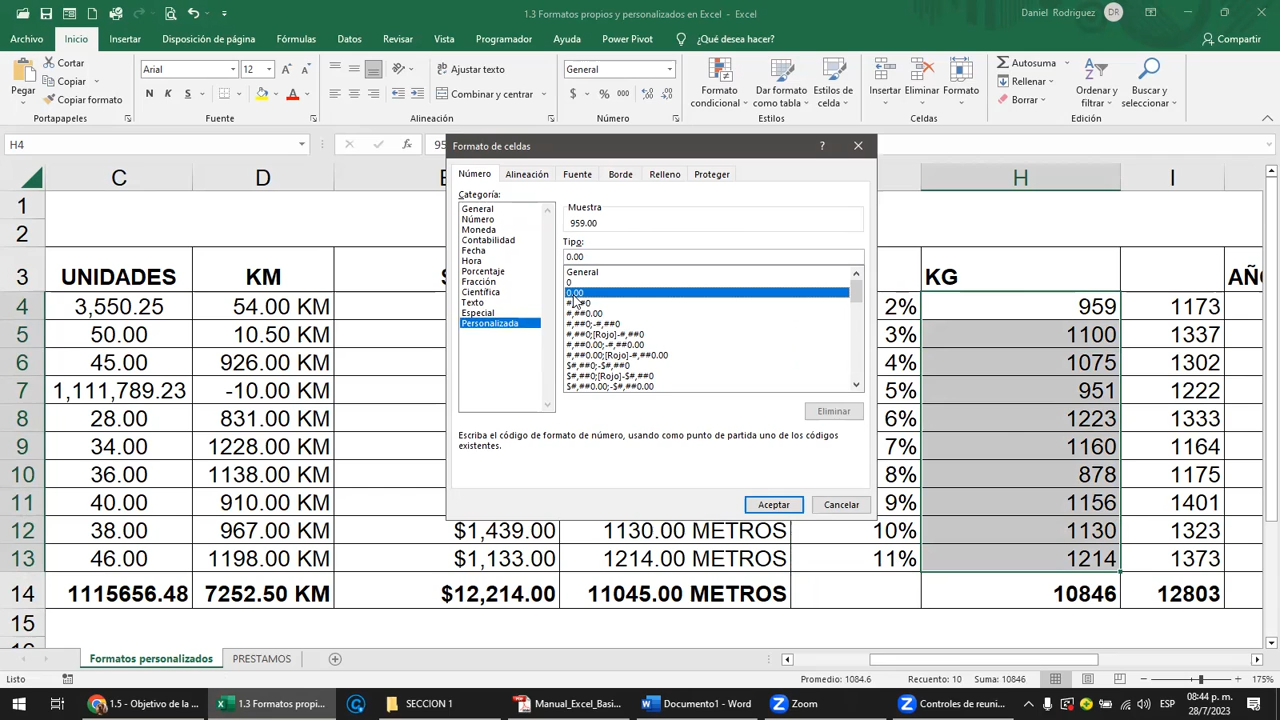 1.3 Formatos propios y personalizados en Excel - Excel
Daniel Rodriguez DR
Archivo Inicio Insertar Disposición de página Fórmulas Datos Revisar Vista Programador Ayuda Power Pivot ¿Qué desea hacer? Compartir
Pegar
Cortar
Copiar
Copiar formato
Portapapeles
Arial 12
N K S
Fuente
Ajustar texto
Combinar y centrar
Alineación
General
$ % 000
Número
Formato condicional
Dar formato como tabla
Estilos de celda
Estilos
Insertar Eliminar Formato
Celdas
Autosuma
Rellenar
Borrar
Ordenar y filtrar
Buscar y seleccionar
Edición
H4 fx 95
C D E H I
1
2
3 UNIDADES KM $ KG AÑO
4 3,550.25 54.00 KM 2% 959 1173
5 50.00 10.50 KM 3% 1100 1337
6 45.00 926.00 KM 4% 1075 1302
7 1,111,789.23 -10.00 KM 5% 951 1222
8 28.00 831.00 KM 6% 1223 1333
9 34.00 1228.00 KM 7% 1160 1164
10 36.00 1138.00 KM 8% 878 1175
11 40.00 910.00 KM 9% 1156 1401
12 38.00 967.00 KM $1,439.00 1130.00 METROS 10% 1130 1323
13 46.00 1198.00 KM $1,133.00 1214.00 METROS 11% 1214 1373
14 1115656.48 7252.50 KM $12,214.00 11045.00 METROS 10846 12803
15
Formato de celdas ?
Número Alineación Fuente Borde Relleno Proteger
Categoría:
General
Número
Moneda
Contabilidad
Fecha
Hora
Porcentaje
Fracción
Científica
Texto
Especial
Personalizada
Muestra
959.00
Tipo:
0.00
General
0
0.00
#,##0
#,##0.00
#,##0;-#,##0
#,##0;[Rojo]-#,##0
#,##0.00;-#,##0.00
#,##0.00;[Rojo]-#,##0.00
$#,##0;-$#,##0
$#,##0;[Rojo]-$#,##0
$#,##0.00;-$#,##0.00
Eliminar
Escriba el código de formato de número, usando como punto de partida uno de los códigos
existentes.
Aceptar Cancelar
Formatos personalizados PRESTAMOS
Listo Promedio: 1084.6 Recuento: 10 Suma: 10846 175%
1.5 - Objetivo de la ... 1.3 Formatos propi... SECCION 1 Manual_Excel_Basi... Documento1 - Word Zoom Controles de reuni... ESP 08:44 p. m.
28/7/2023